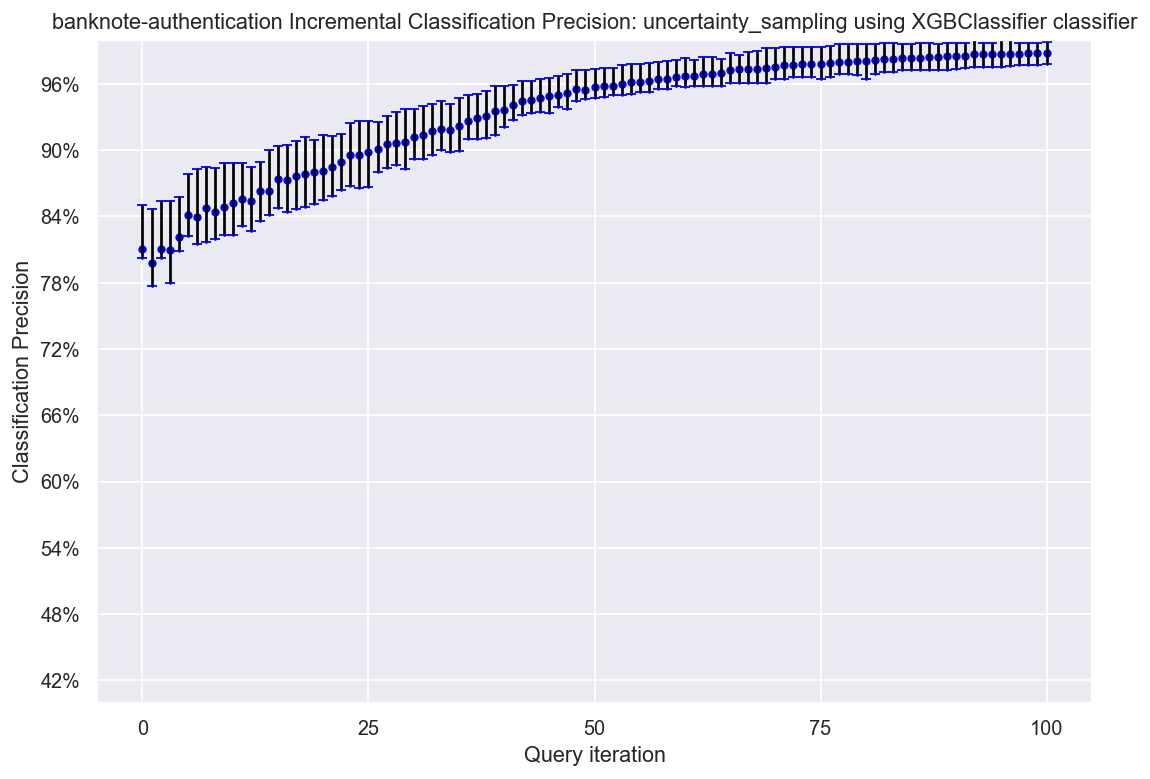 banknote-authentication Incremental Classification Precision: uncertainty_sampling using XGBClassifier classifier
96%
90%
84%
78%
72%
66%
60%
54%
48%
42%
Classification Precision
0 25 50 75 100
Query iteration